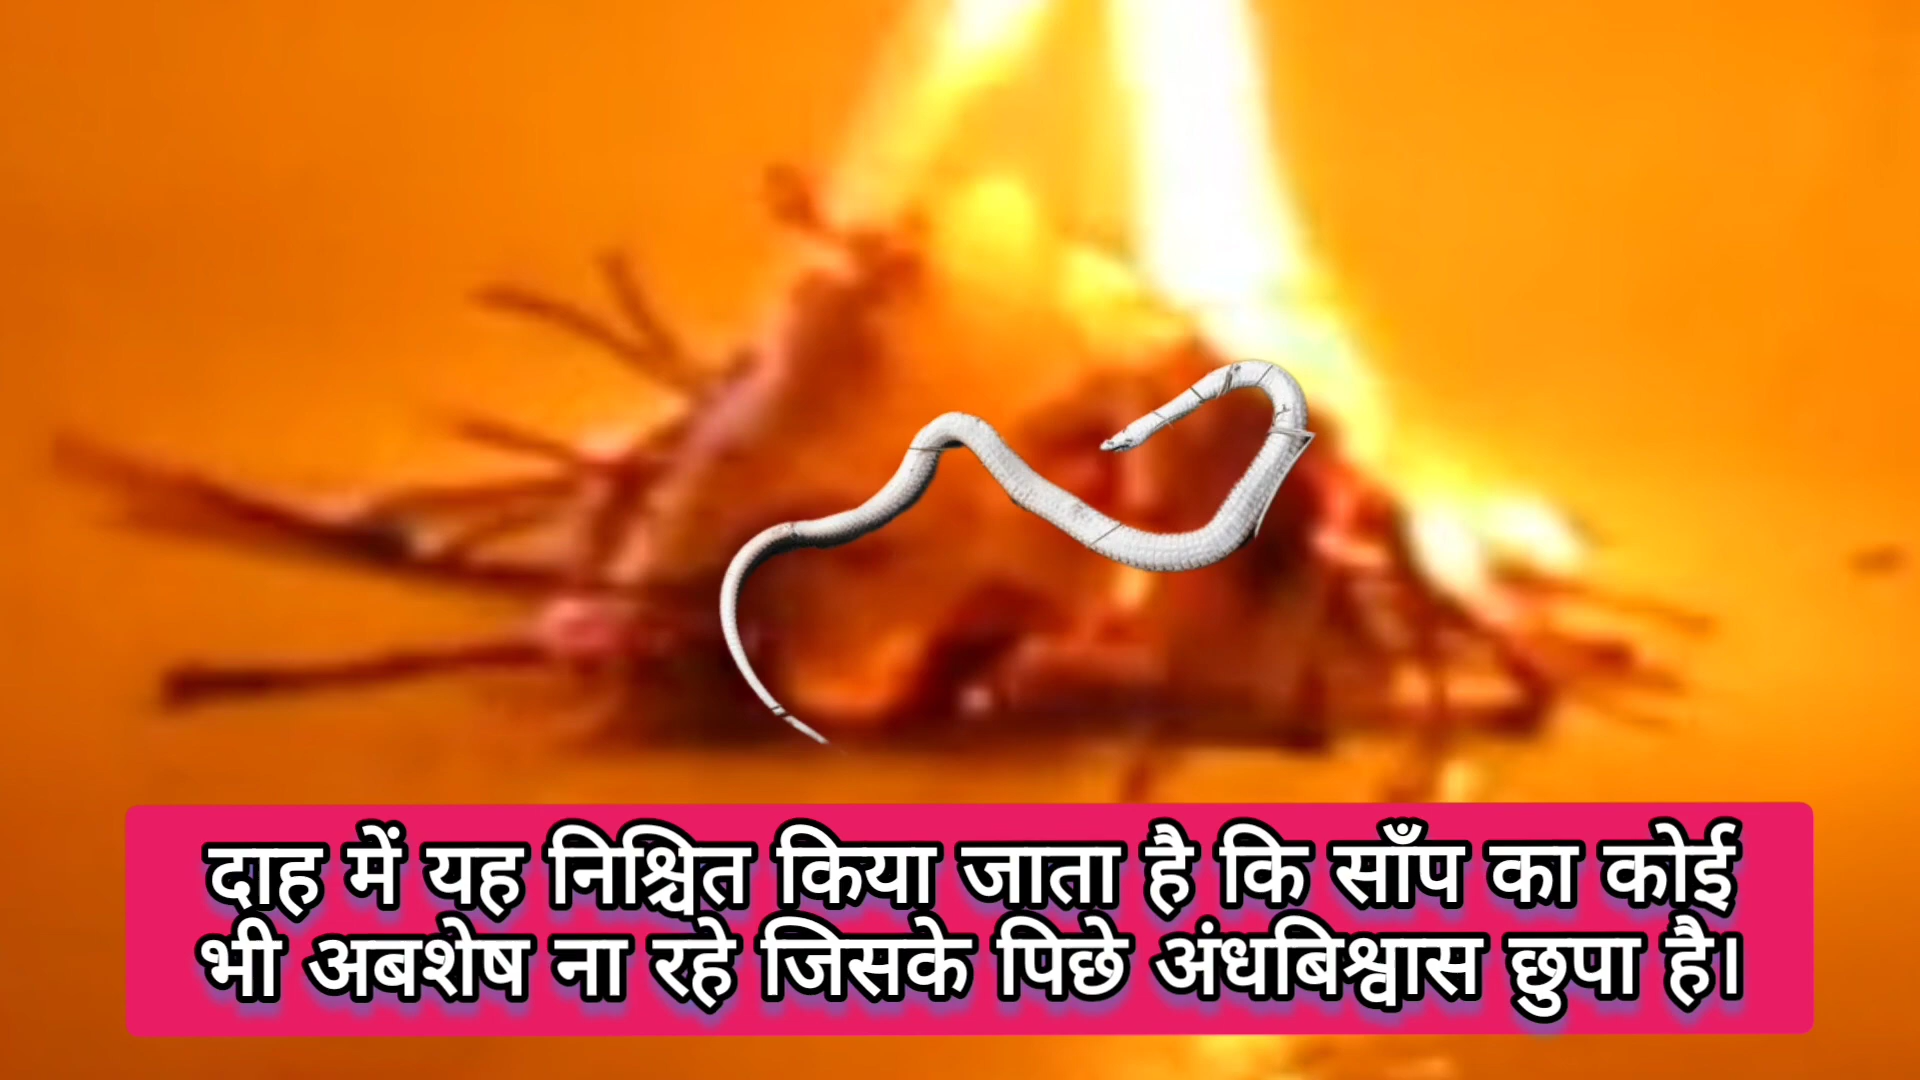 दाह में यह निश्चित किया जाता है कि साँप का कोई
भी अबशेष ना रहे जिसके पिछे अंधबिश्वास छुपा है।